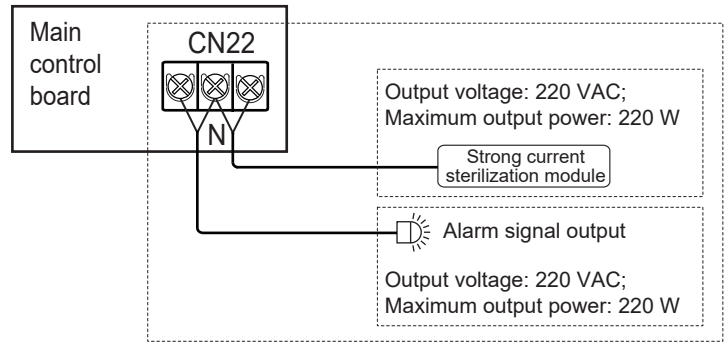 Main
control
board
CN22
N
Output voltage: 220 VAC;
Maximum output power: 220 W
Strong current
sterilization module
Alarm signal output
Output voltage: 220 VAC;
Maximum output power: 220 W